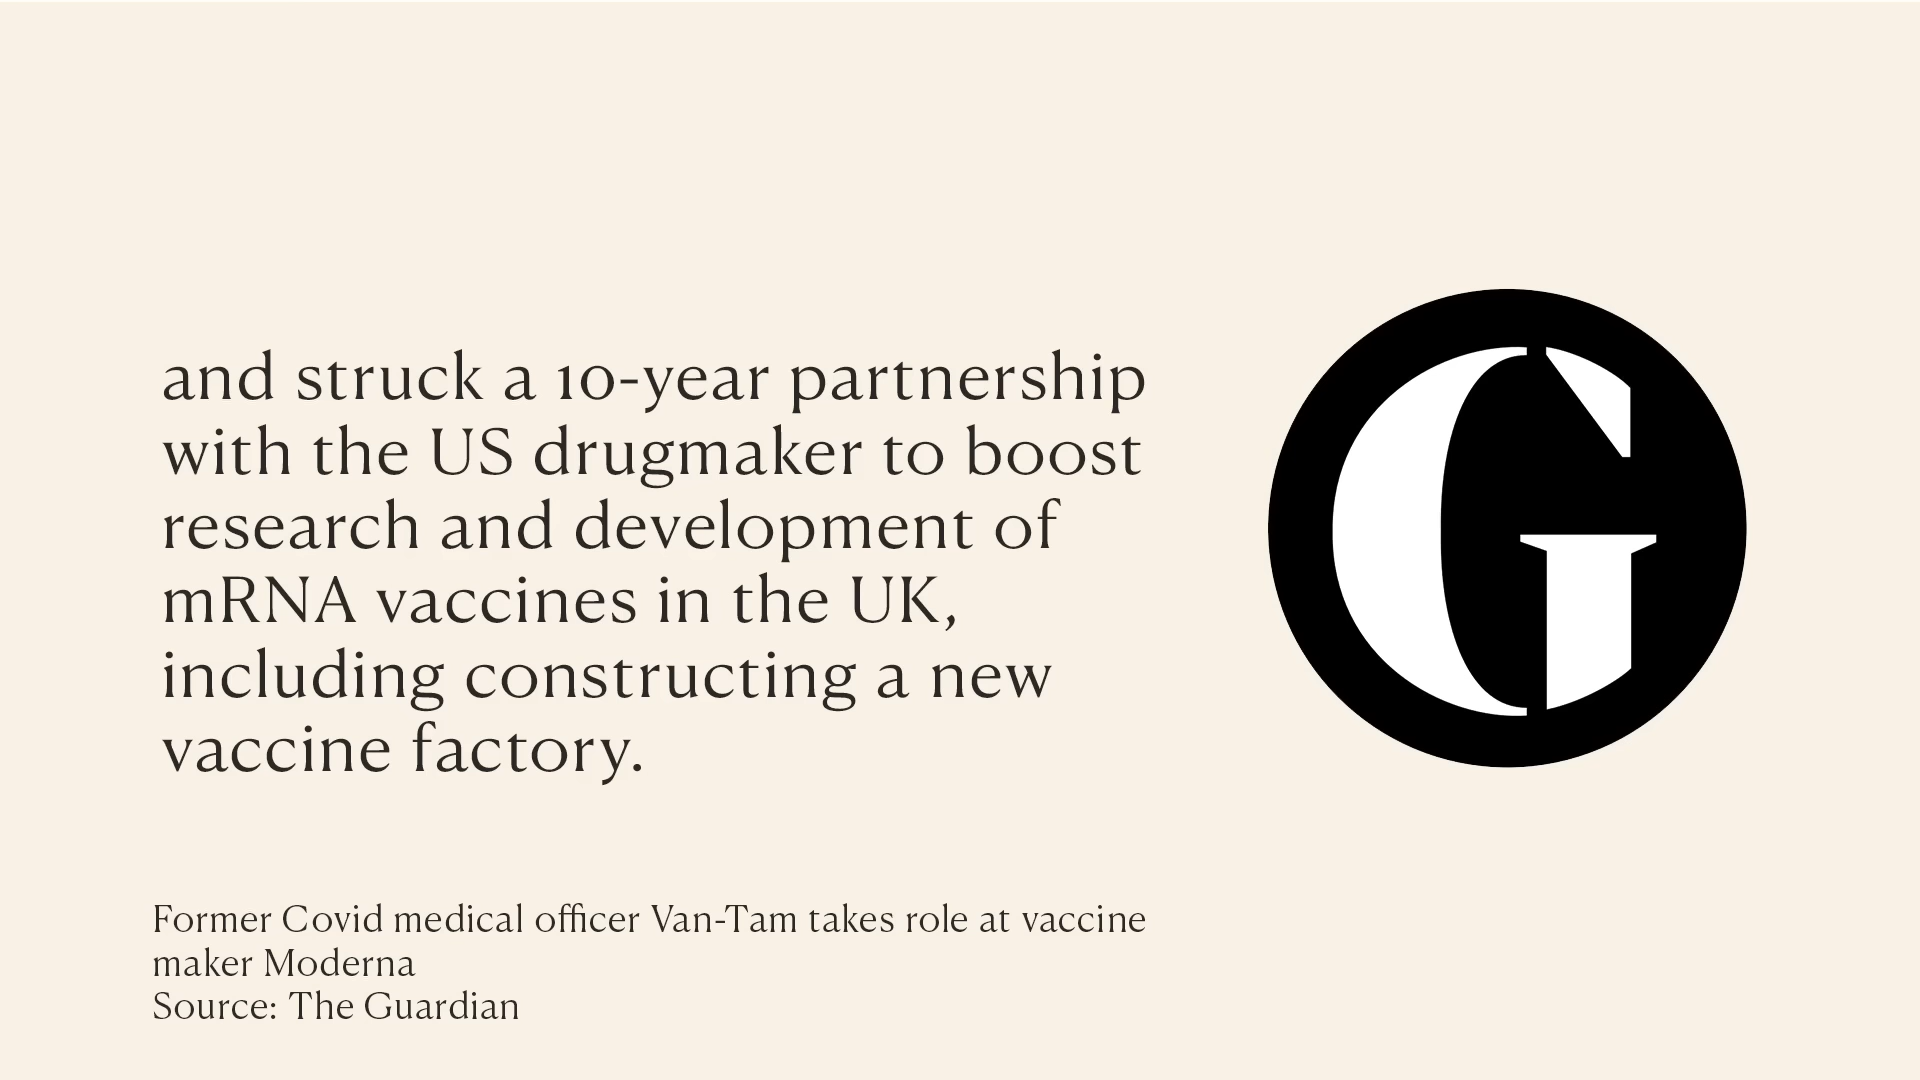 and struck a 10-year partnership
with the US drugmaker to boost
research and development of
mRNA vaccines in the UK,
including constructing a new
vaccine factory.
G
Former Covid medical officer Van-Tam takes role at vaccine
maker Moderna
Source: The Guardian